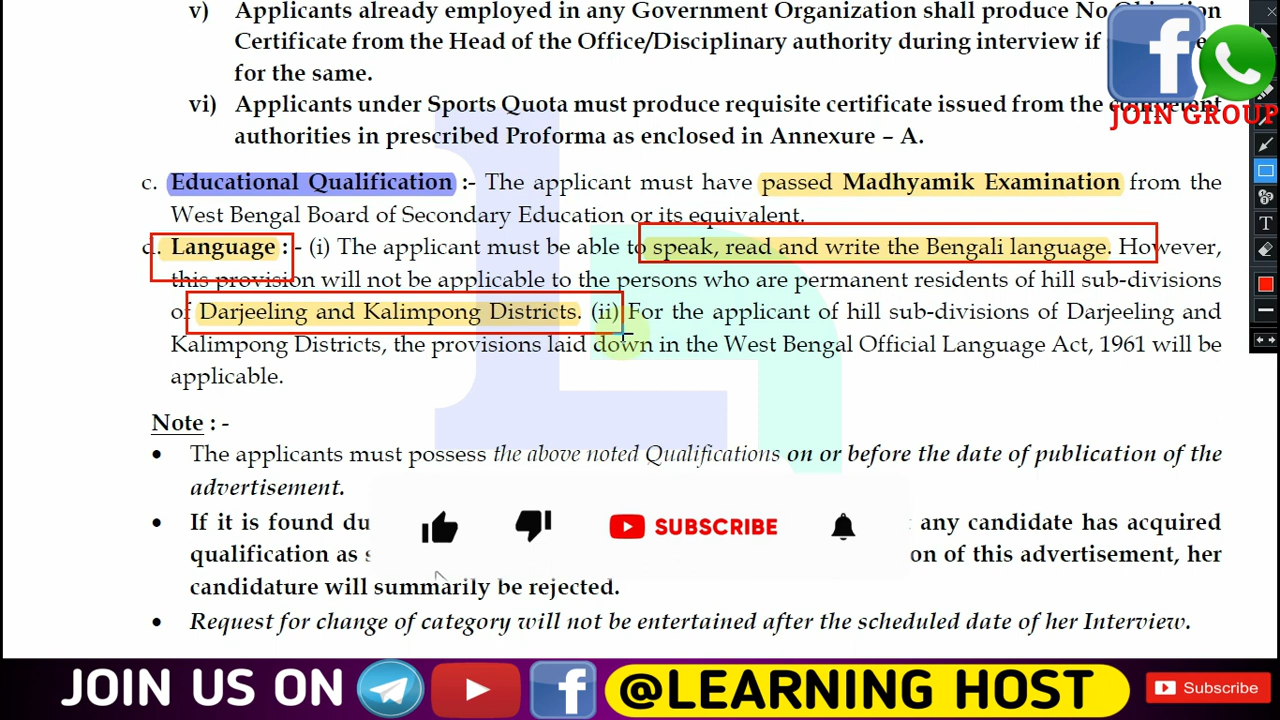 v) Applicants already employed in any Government Organization shall produce No Objection
Certificate from the Head of the Office/Disciplinary authority during interview if
for the same.
vi) Applicants under Sports Quota must produce requisite certificate issued from the competent
authorities in prescribed Proforma as enclosed in Annexure – A.
JOIN GROUP
c. Educational Qualification :- The applicant must have passed Madhyamik Examination from the
West Bengal Board of Secondary Education or its equivalent.
d. Language : - (i) The applicant must be able to speak, read and write the Bengali language. However,
this provision will not be applicable to the persons who are permanent residents of hill sub-divisions
of Darjeeling and Kalimpong Districts. (ii) For the applicant of hill sub-divisions of Darjeeling and
Kalimpong Districts, the provisions laid down in the West Bengal Official Language Act, 1961 will be
applicable.
Note : -
• The applicants must possess the above noted Qualifications on or before the date of publication of the
advertisement.
• If it is found any candidate has acquired
qualification as of this advertisement, her
candidature will summarily be rejected.
SUBSCRIBE
• Request for change of category will not be entertained after the scheduled date of her Interview.
JOIN US ON @LEARNING HOST Subscribe